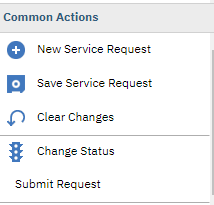 Common Actions
New Service Request
Save Service Request
Clear Changes
Change Status
Submit Request